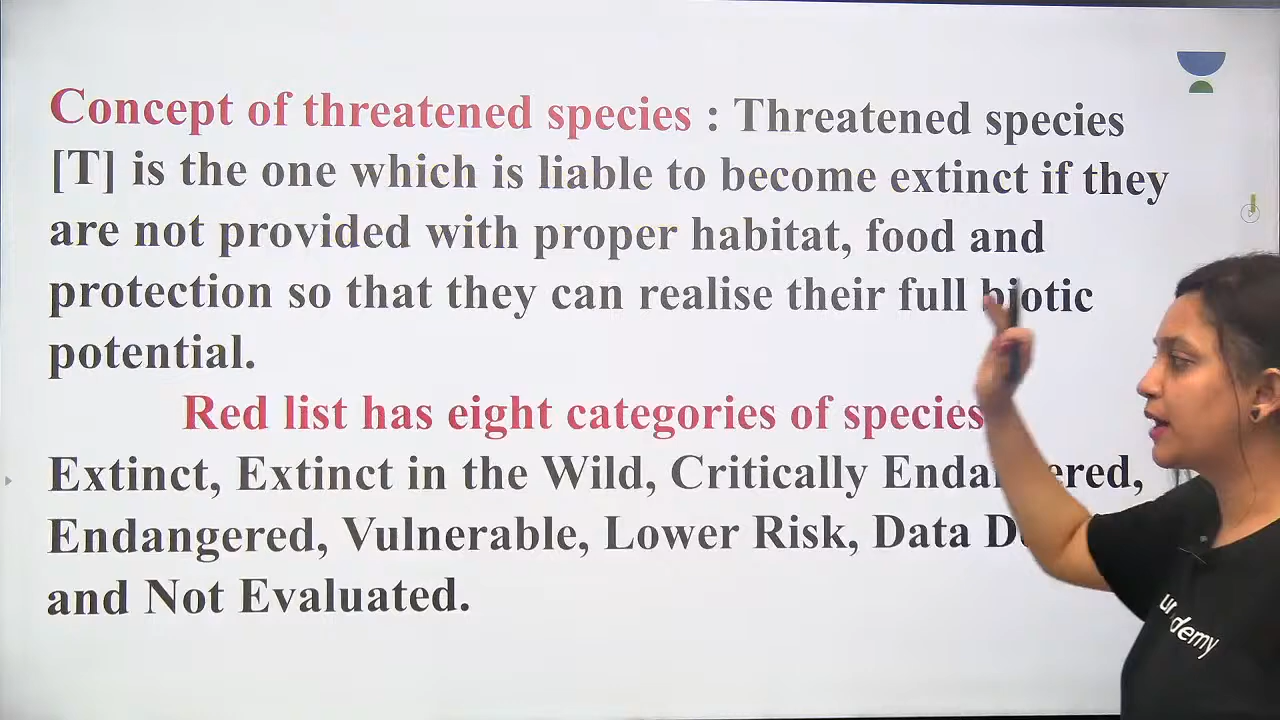 Concept of threatened species : Threatened species
[T] is the one which is liable to become extinct if they
are not provided with proper habitat, food and
protection so that they can realise their full biotic
potential.
Red list has eight categories of species
Extinct, Extinct in the Wild, Critically Endangered,
Endangered, Vulnerable, Lower Risk, Data
and Not Evaluated.